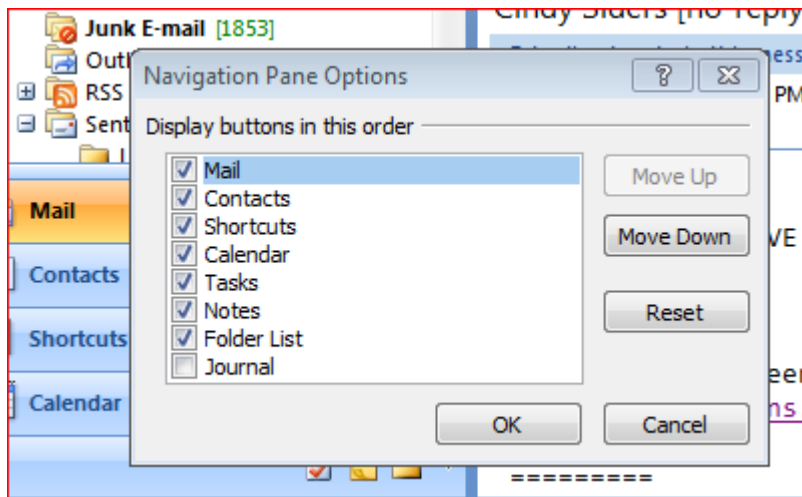 Cindy Siders [no-reply
Junk E-mail [1853]
Navigation Pane Options
RSS
PM
Sent
Display buttons in this order
Mail
Contacts
Shortcuts
Calendar
Tasks
Notes
Folder List
Journal
Move Up
Move Down
Reset
OK
Cancel
Mail
Contacts
Shortcuts
Calendar
=========